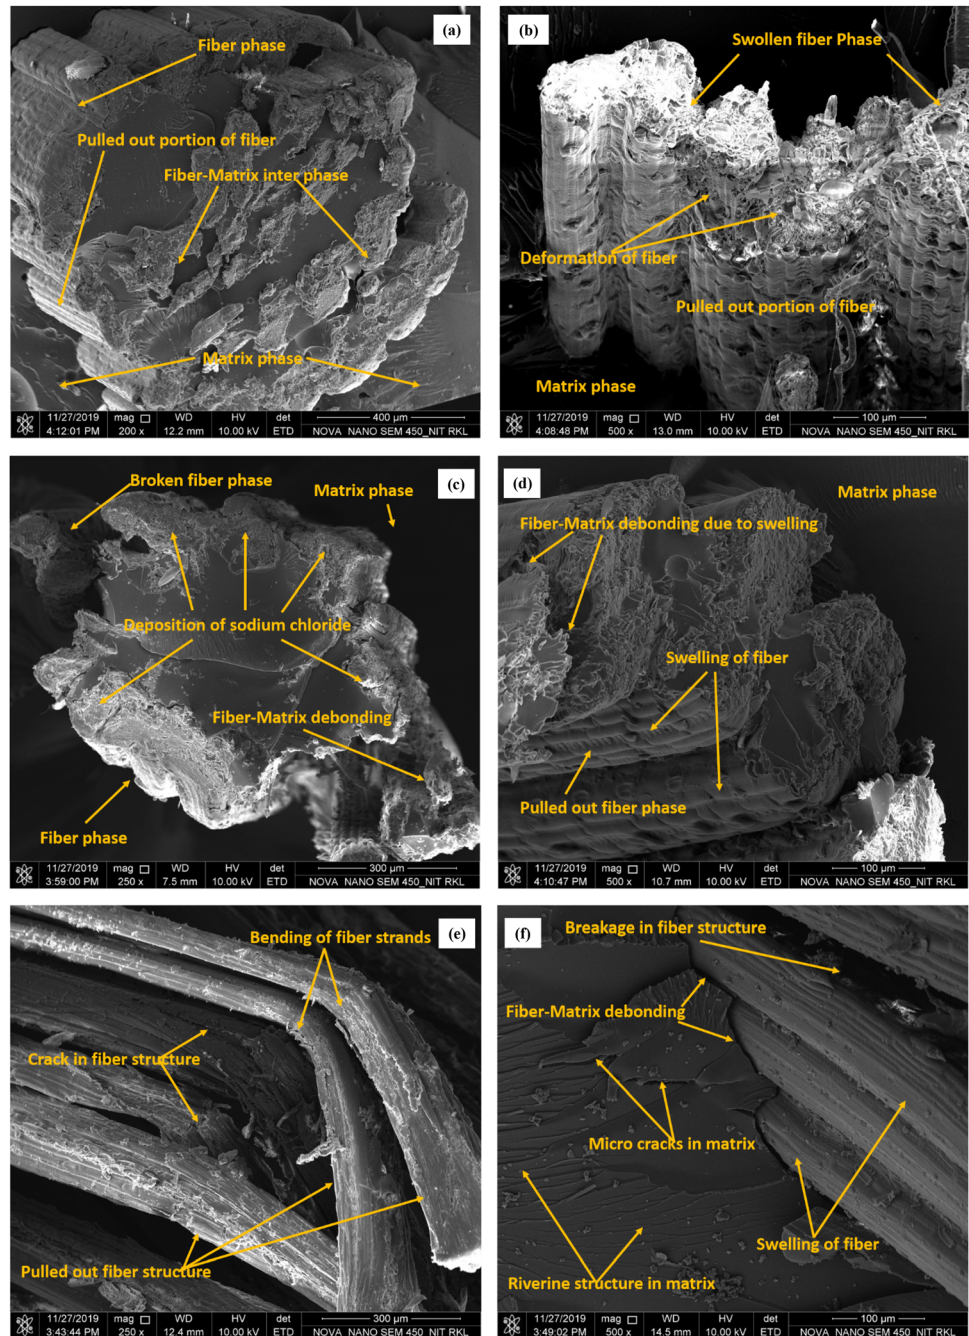 (a)
Fiber phase
Pulled out portion of fiber
Fiber-Matrix inter phase
Matrix phase
11/27/2019 mag WD HV det 400 µm
4:12:01 PM 200 x 12.2 mm 10.00 kV ETD NOVA NANO SEM 450_NIT RKL
(b)
Swollen fiber Phase
Deformation of fiber
Pulled out portion of fiber
Matrix phase
11/27/2019 mag WD HV det 100 µm
4:08:48 PM 500 x 13.0 mm 10.00 kV ETD NOVA NANO SEM 450_NIT RKL
Broken fiber phase
Matrix phase
(c)
Deposition of sodium chloride
Fiber-Matrix debonding
Fiber phase
11/27/2019 mag WD HV det 300 µm
3:59:00 PM 250 x 7.5 mm 10.00 kV ETD NOVA NANO SEM 450_NIT RKL
(d)
Matrix phase
Fiber-Matrix debonding due to swelling
Swelling of fiber
Pulled out fiber phase
11/27/2019 mag WD HV det 100 µm
4:10:47 PM 500 x 10.7 mm 10.00 kV ETD NOVA NANO SEM 450_NIT RKL
Bending of fiber strands
(e)
Crack in fiber structure
Pulled out fiber structure
11/27/2019 mag WD HV det 300 µm
3:43:44 PM 250 x 12.4 mm 10.00 kV ETD NOVA NANO SEM 450_NIT RKL
(f)
Breakage in fiber structure
Fiber-Matrix debonding
Micro cracks in matrix
Swelling of fiber
Riverine structure in matrix
11/27/2019 mag WD HV det 100 µm
3:49:02 PM 500 x 14.5 mm 10.00 kV ETD NOVA NANO SEM 450_NIT RKL